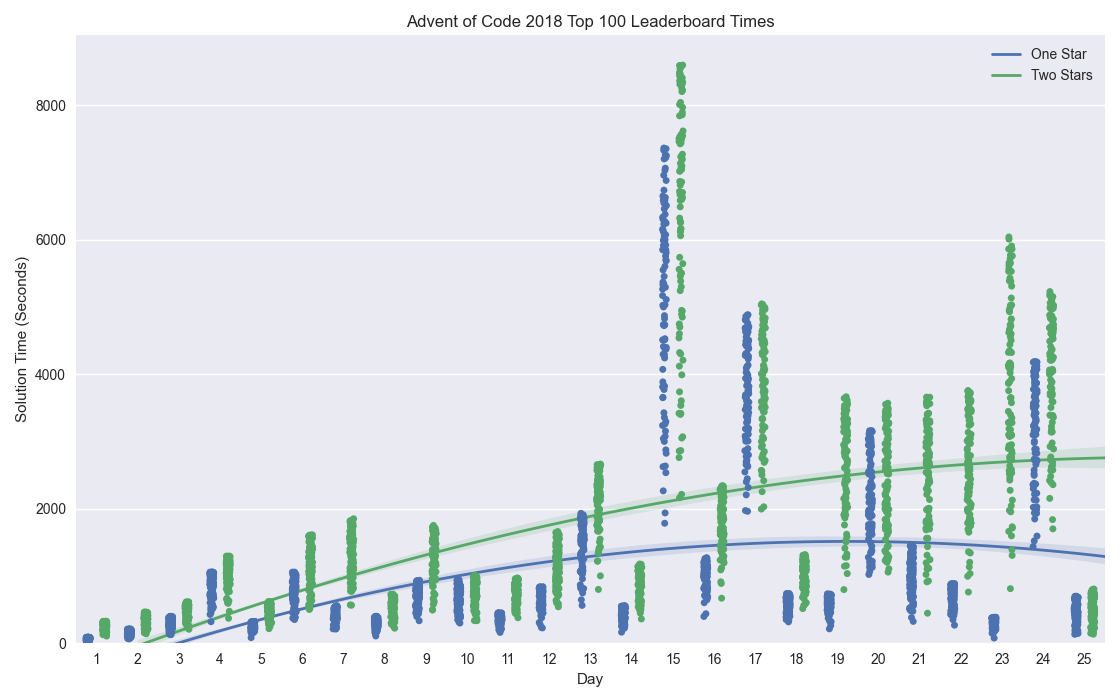 Advent of Code 2018 Top 100 Leaderboard Times
One Star
Two Stars
8000
6000
4000
2000
0
Solution Time (Seconds)
1 2 3 4 5 6 7 8 9 10 11 12 13 14 15 16 17 18 19 20 21 22 23 24 25
Day